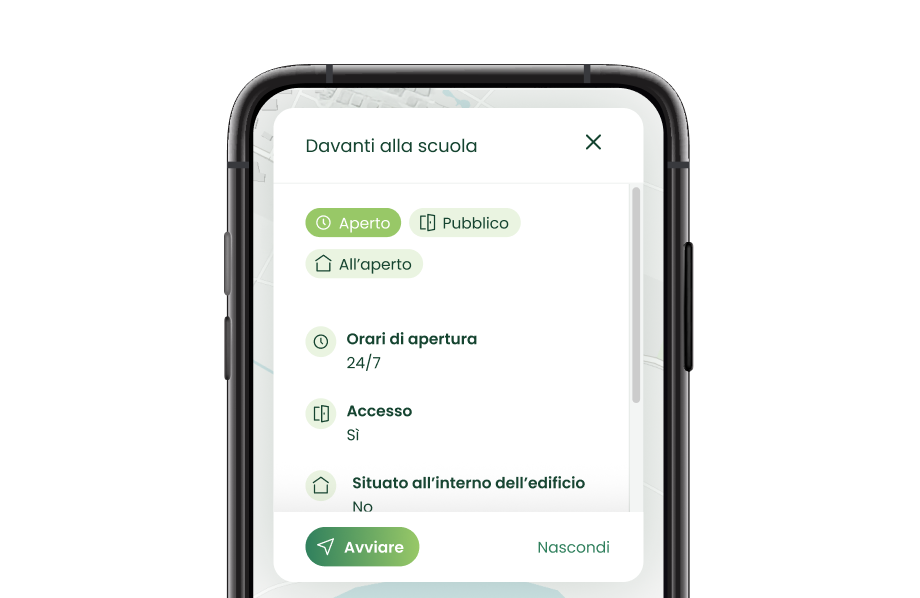 Davanti alla scuola
Aperto
Pubblico
All'aperto
Orari di apertura
24/7
Accesso
Sì
Situato all'interno dell'edificio
No
Avviare
Nascondi